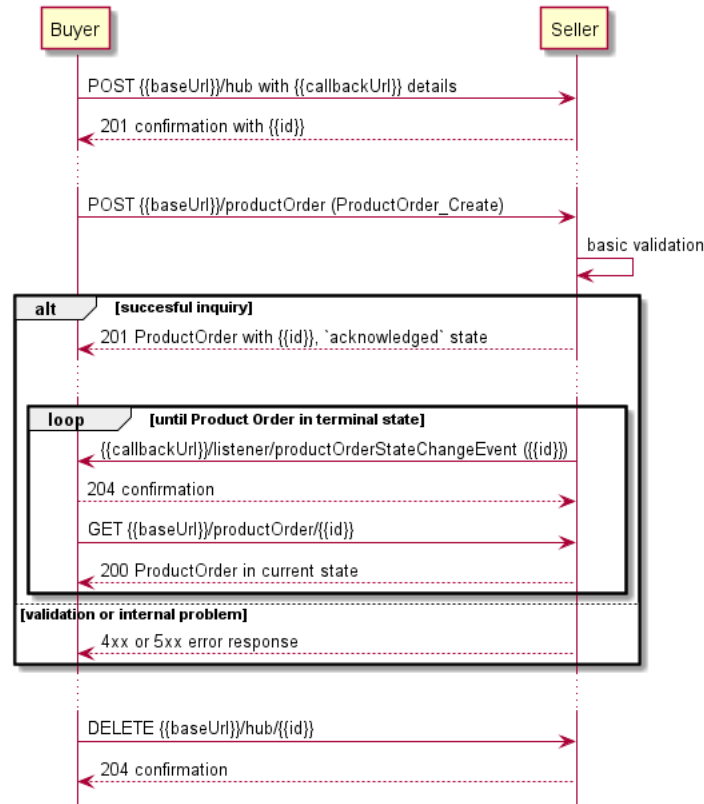 Buyer
Seller
POST {{baseUrl}}/hub with {{callbackUrl}} details
201 confirmation with {{id}}
POST {{baseUrl}}/productOrder (ProductOrder_Create)
basic validation
alt [succesful inquiry]
201 ProductOrder with {{id}}, `acknowledged` state
loop [until Product Order in terminal state]
{{callbackUrl}}/listener/productOrderStateChangeEvent ({{id}})
204 confirmation
GET {{baseUrl}}/productOrder/{{id}}
200 ProductOrder in current state
[validation or internal problem]
4xx or 5xx error response
DELETE {{baseUrl}}/hub/{{id}}
204 confirmation